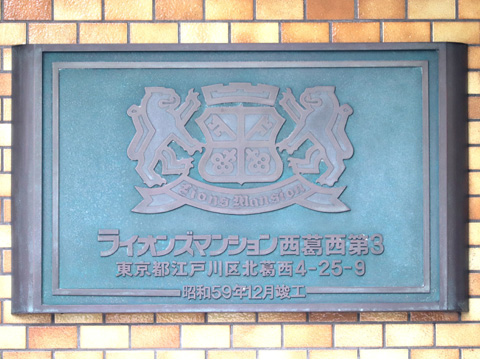 Lions Mansion
ライオンズマンション西葛西第3
東京都江戸川区北葛西4-25-9
昭和59年12月竣工